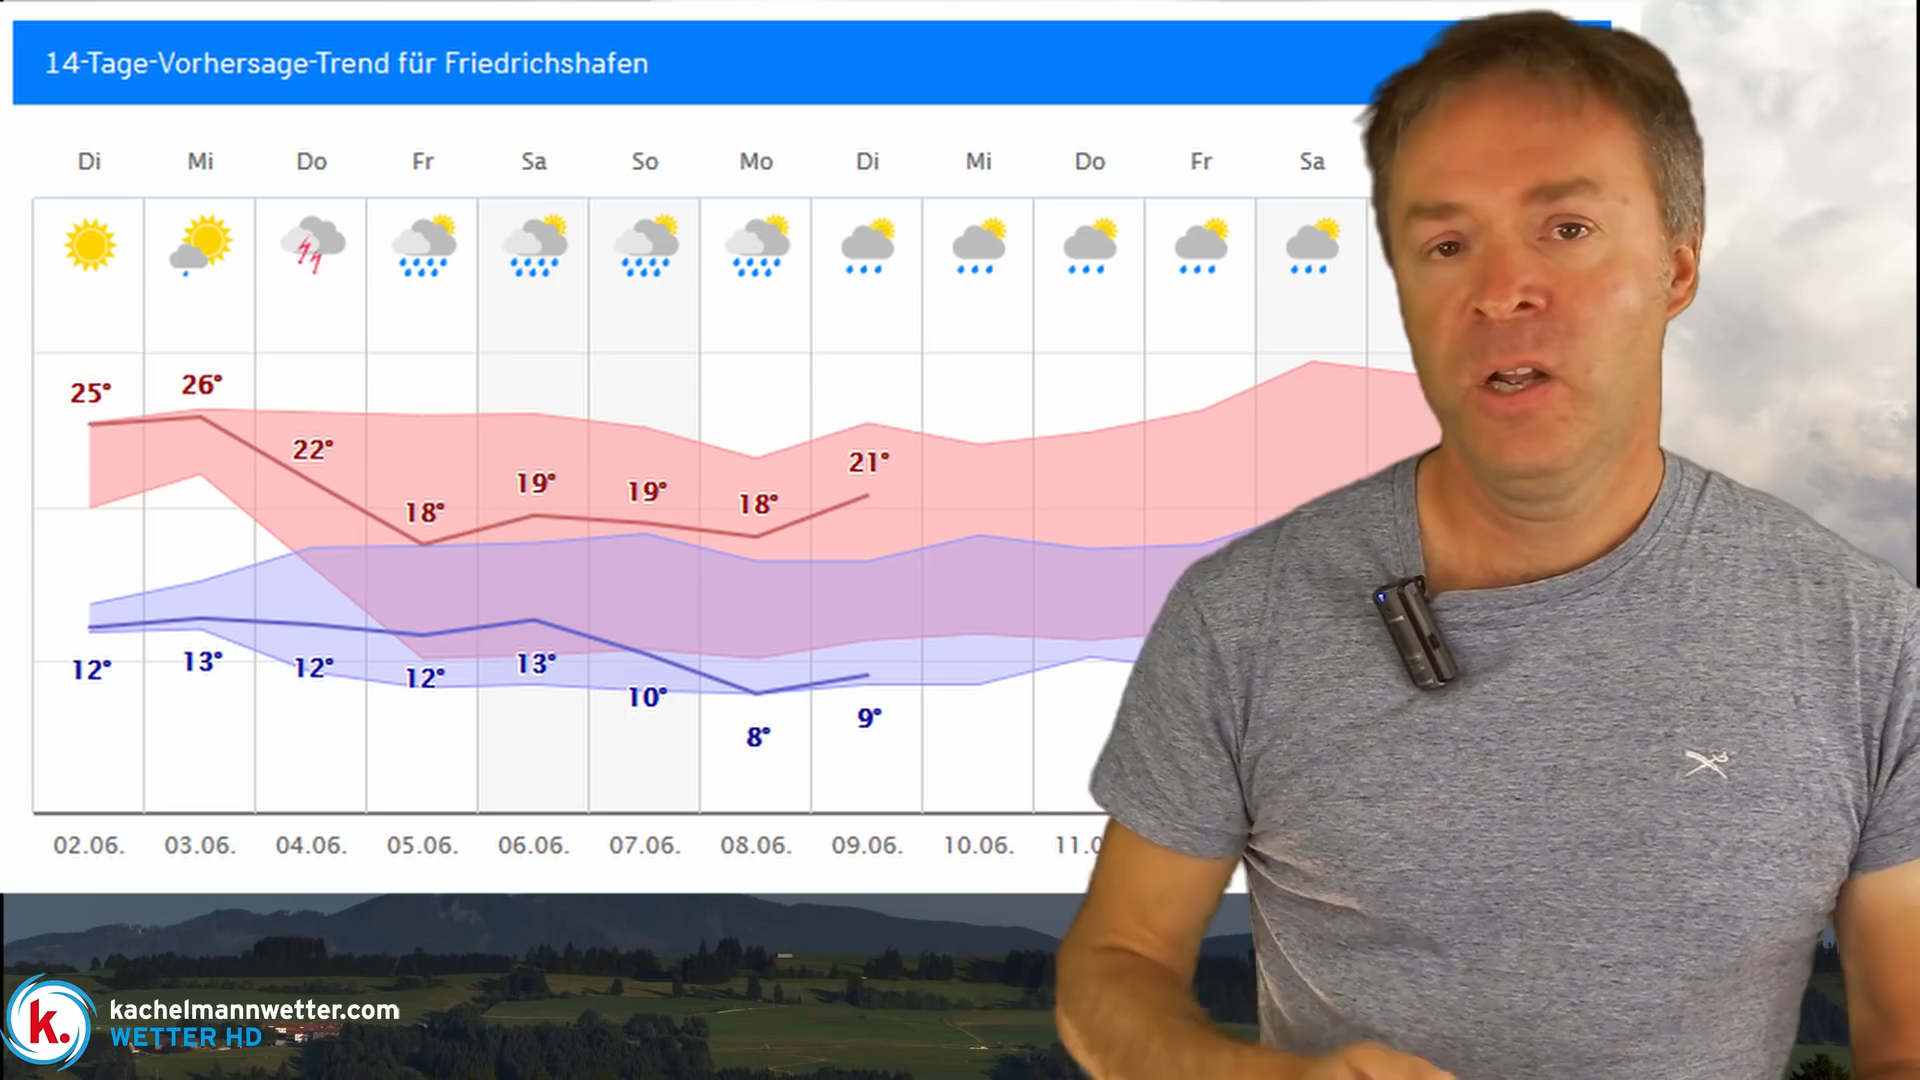 14-Tage-Vorhersage-Trend für Friedrichshafen
Di Mi Do Fr Sa So Mo Di Mi Do Fr Sa
25° 26° 22° 18° 19° 19° 18° 21°
12° 13° 12° 12° 13° 10° 8° 9°
02.06. 03.06. 04.06. 05.06. 06.06. 07.06. 08.06. 09.06. 10.06. 11.0
k. kachelmannwetter.com
WETTER HD